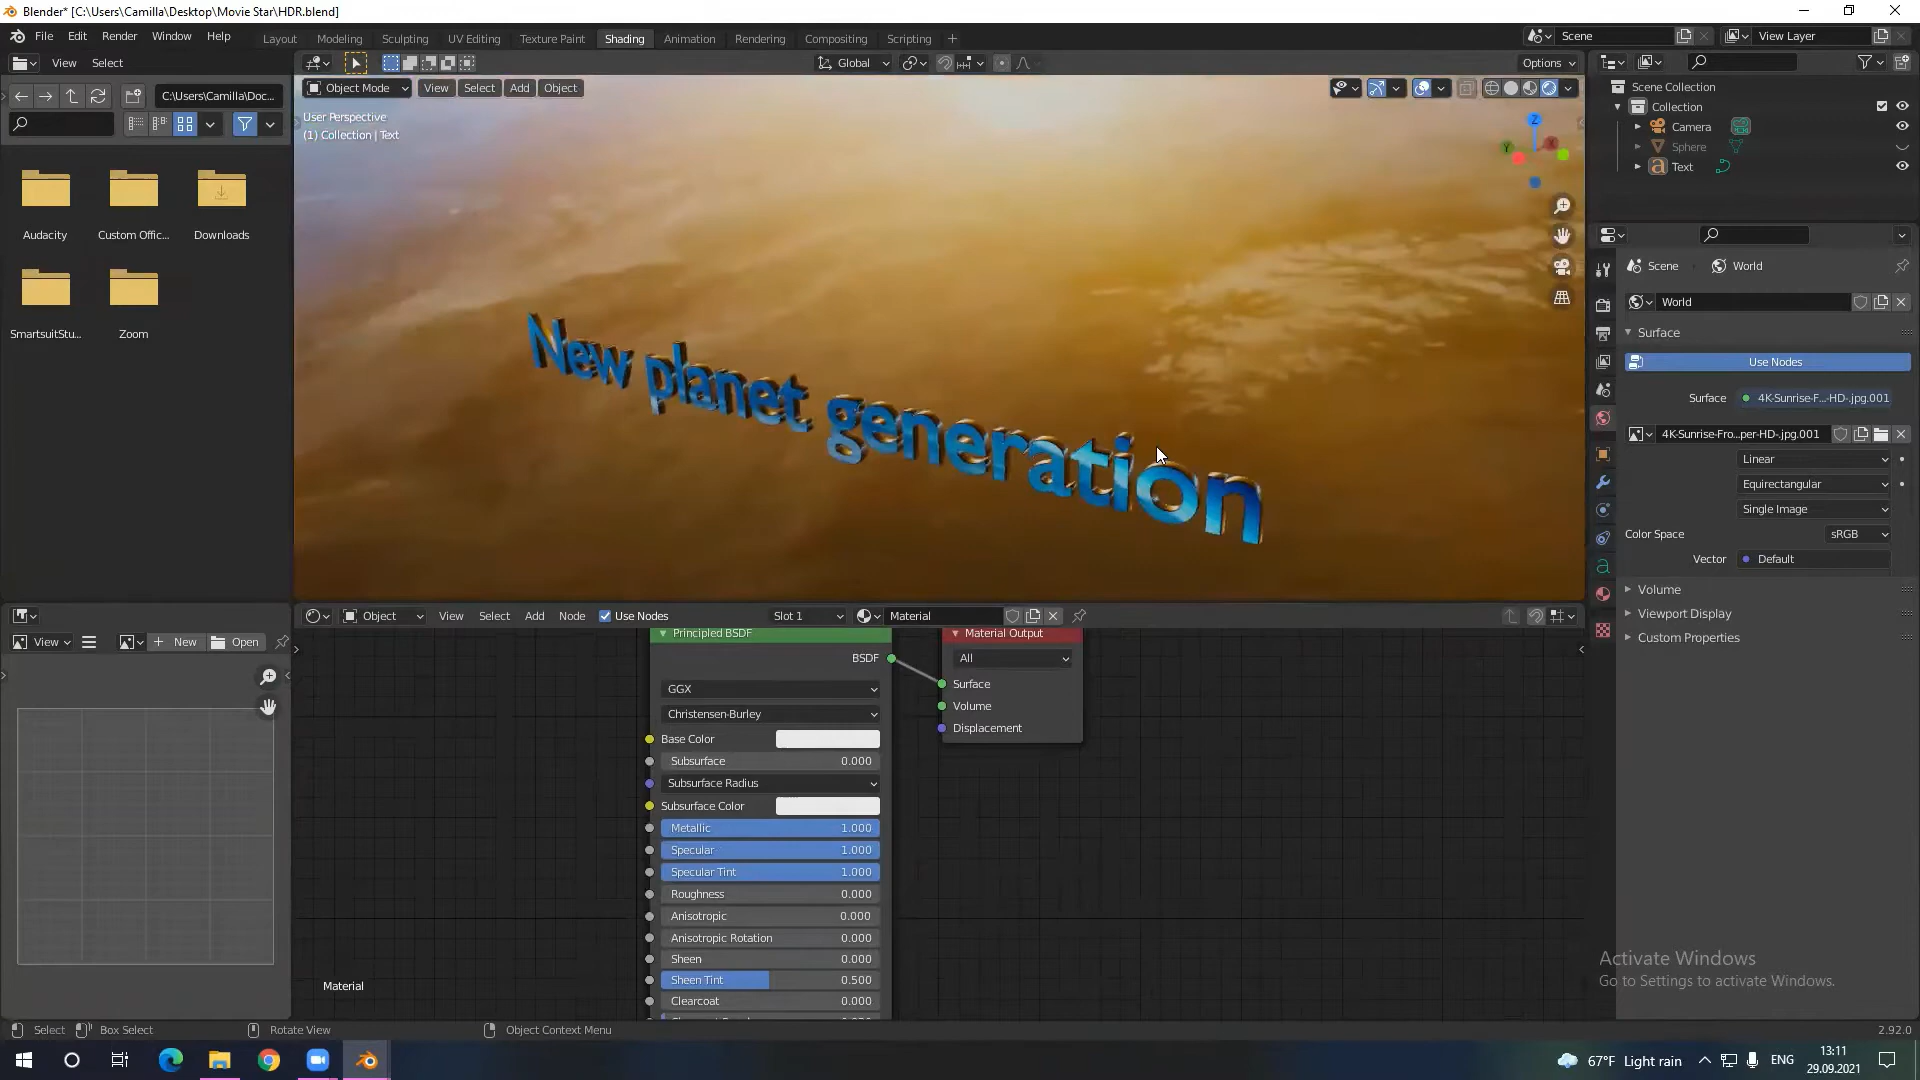 Blender* [C:\Users\Camilla\Desktop\Movie Star\HDR.blend]
File Edit Render Window Help
Layout Modeling Sculpting UV Editing Texture Paint Shading Animation Rendering Compositing Scripting +
Scene
View Layer
View Select
Global
Options
C:\Users\Camilla\Doc...
Object Mode View Select Add Object
User Perspective
(1) Collection | Text
Z
Y
X
New planet generation
Audacity
Custom Offic...
Downloads
SmartsuitStu...
Zoom
Scene Collection
Collection
Camera
Sphere
Text
Scene
World
World
Surface
Use Nodes
Surface
4K-Sunrise-F...-HD-.jpg.001
4K-Sunrise-Fro...per-HD-.jpg.001
Linear
Equirectangular
Single Image
Color Space
sRGB
Vector
Default
Volume
Viewport Display
Custom Properties
View
New
Open
Object View Select Add Node Use Nodes Slot 1 Material
Principled BSDF
BSDF
GGX
Christensen-Burley
Base Color
Subsurface 0.000
Subsurface Radius
Subsurface Color
Metallic 1.000
Specular 1.000
Specular Tint 1.000
Roughness 0.000
Anisotropic 0.000
Anisotropic Rotation 0.000
Sheen 0.000
Sheen Tint 0.500
Clearcoat 0.000
Material Output
All
Surface
Volume
Displacement
Material
Activate Windows
Go to Settings to activate Windows.
Select Box Select Rotate View Object Context Menu
2.92.0
67°F Light rain
ENG
13:11
29.09.2021